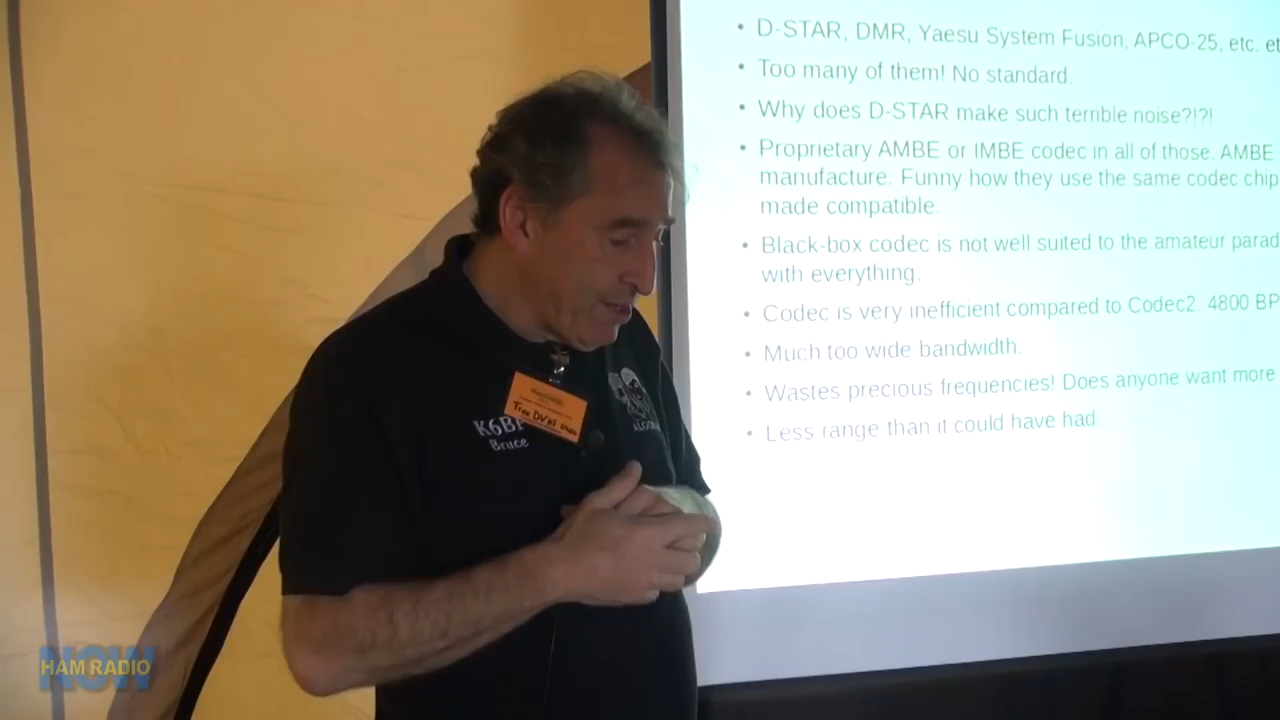 D-STAR, DMR, Yaesu System Fusion, APCO-25, etc.
Too many of them! No standard.
Why does D-STAR make such terrible noise?!?!
Proprietary AMBE or IMBE codec in all of those. AMBE
manufacture. Funny how they use the same codec chip
made compatible.
Black-box codec is not well suited to the amateur
with everything.
Codec is very inefficient compared to Codec2. 4800
Much too wide bandwidth.
Wastes precious frequencies! Does anyone want more
Less range than it could have had.
K6BP
Bruce
HAM RADIO
NOW